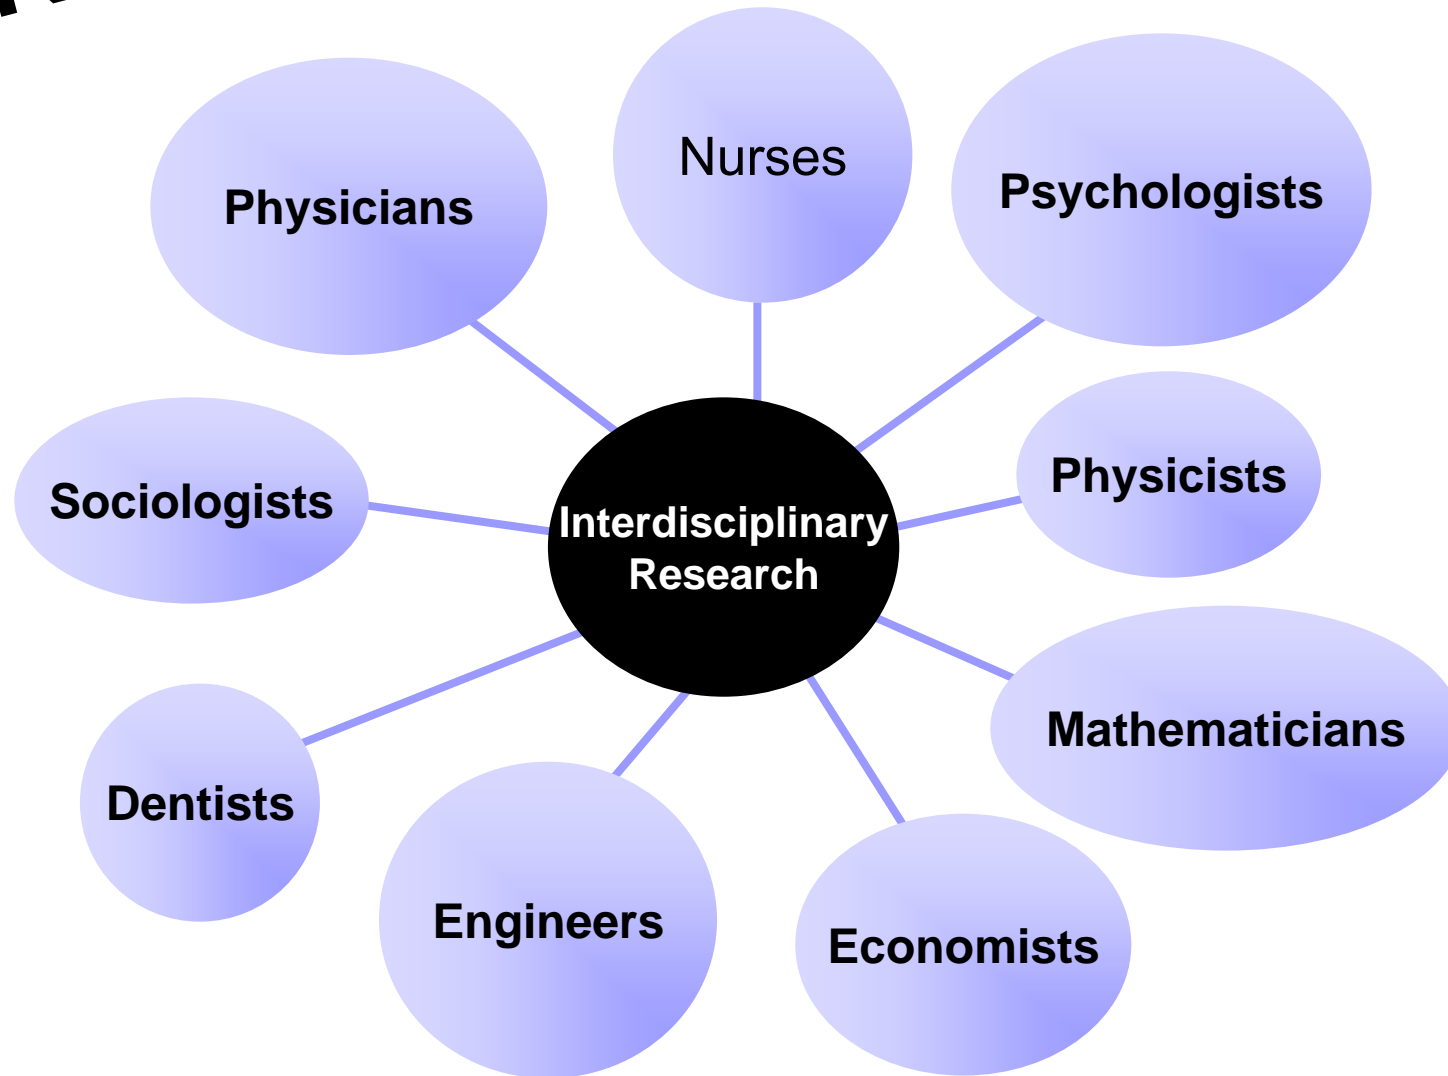 Nurses
Psychologists
Physicians
Physicists
Sociologists
Interdisciplinary
Research
Mathematicians
Dentists
Engineers
Economists